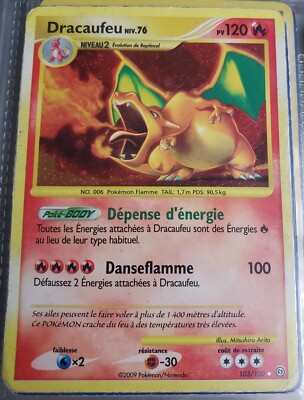 Dracaufeu NIV.76 PV 120
NIVEAU 2 Évolution de Reptincel
NO. 006 Pokémon Flamme TAIL: 1,7m PDS: 90,5kg
Poké-BODY Dépense d'énergie
Toutes les Énergies attachées à Dracaufeu sont des Énergies
au lieu de leur type habituel.
Danseflamme 100
Défaussez 2 Énergies attachées à Dracaufeu.
Ses ailes peuvent le faire voler à plus de 1 400 mètres d'altitude.
Ce POKÉMON crache du feu à des températures très élevées.
Illus. Mitsuhiro Arita
faiblesse résistance coût de retraite
×2 -30
©2009 Pokémon/Nintendo 103/100